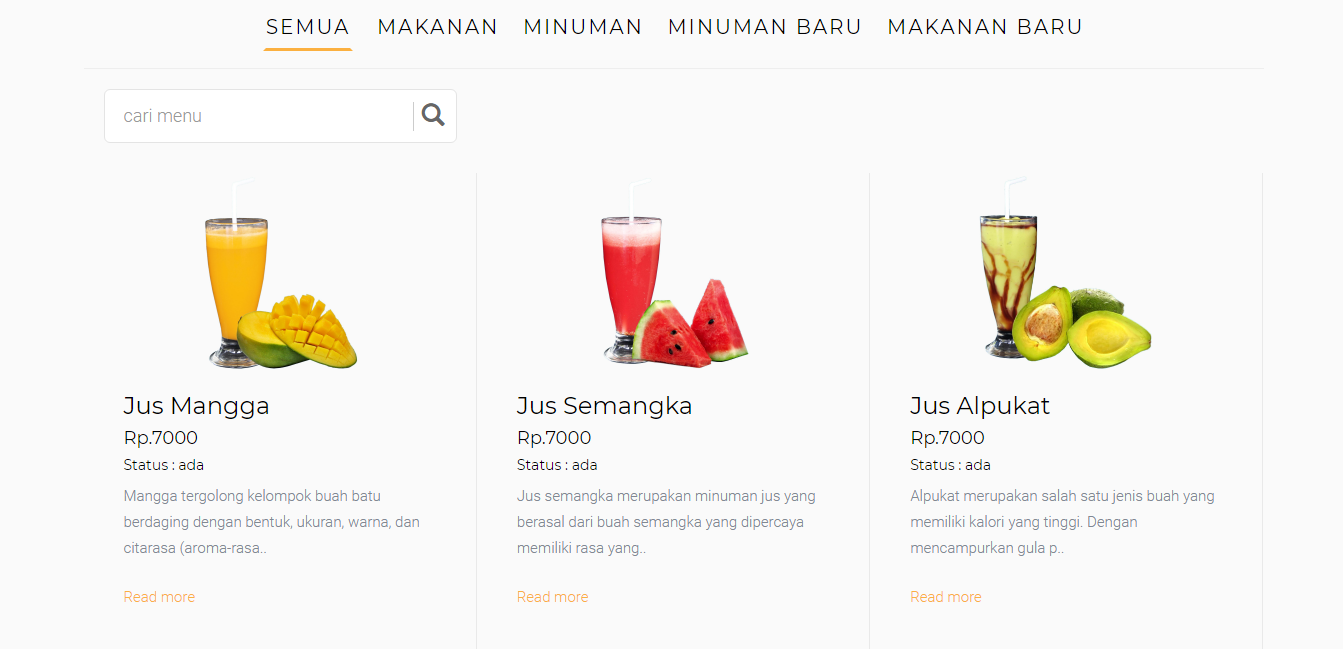 SEMUA MAKANAN MINUMAN MINUMAN BARU MAKANAN BARU
cari menu
Jus Mangga
Rp.7000
Status : ada
Mangga tergolong kelompok buah batu
berdaging dengan bentuk, ukuran, warna, dan
citarasa (aroma-rasa..
Read more
Jus Semangka
Rp.7000
Status : ada
Jus semangka merupakan minuman jus yang
berasal dari buah semangka yang dipercaya
memiliki rasa yang..
Read more
Jus Alpukat
Rp.7000
Status : ada
Alpukat merupakan salah satu jenis buah yang
memiliki kalori yang tinggi. Dengan
mencampurkan gula p..
Read more